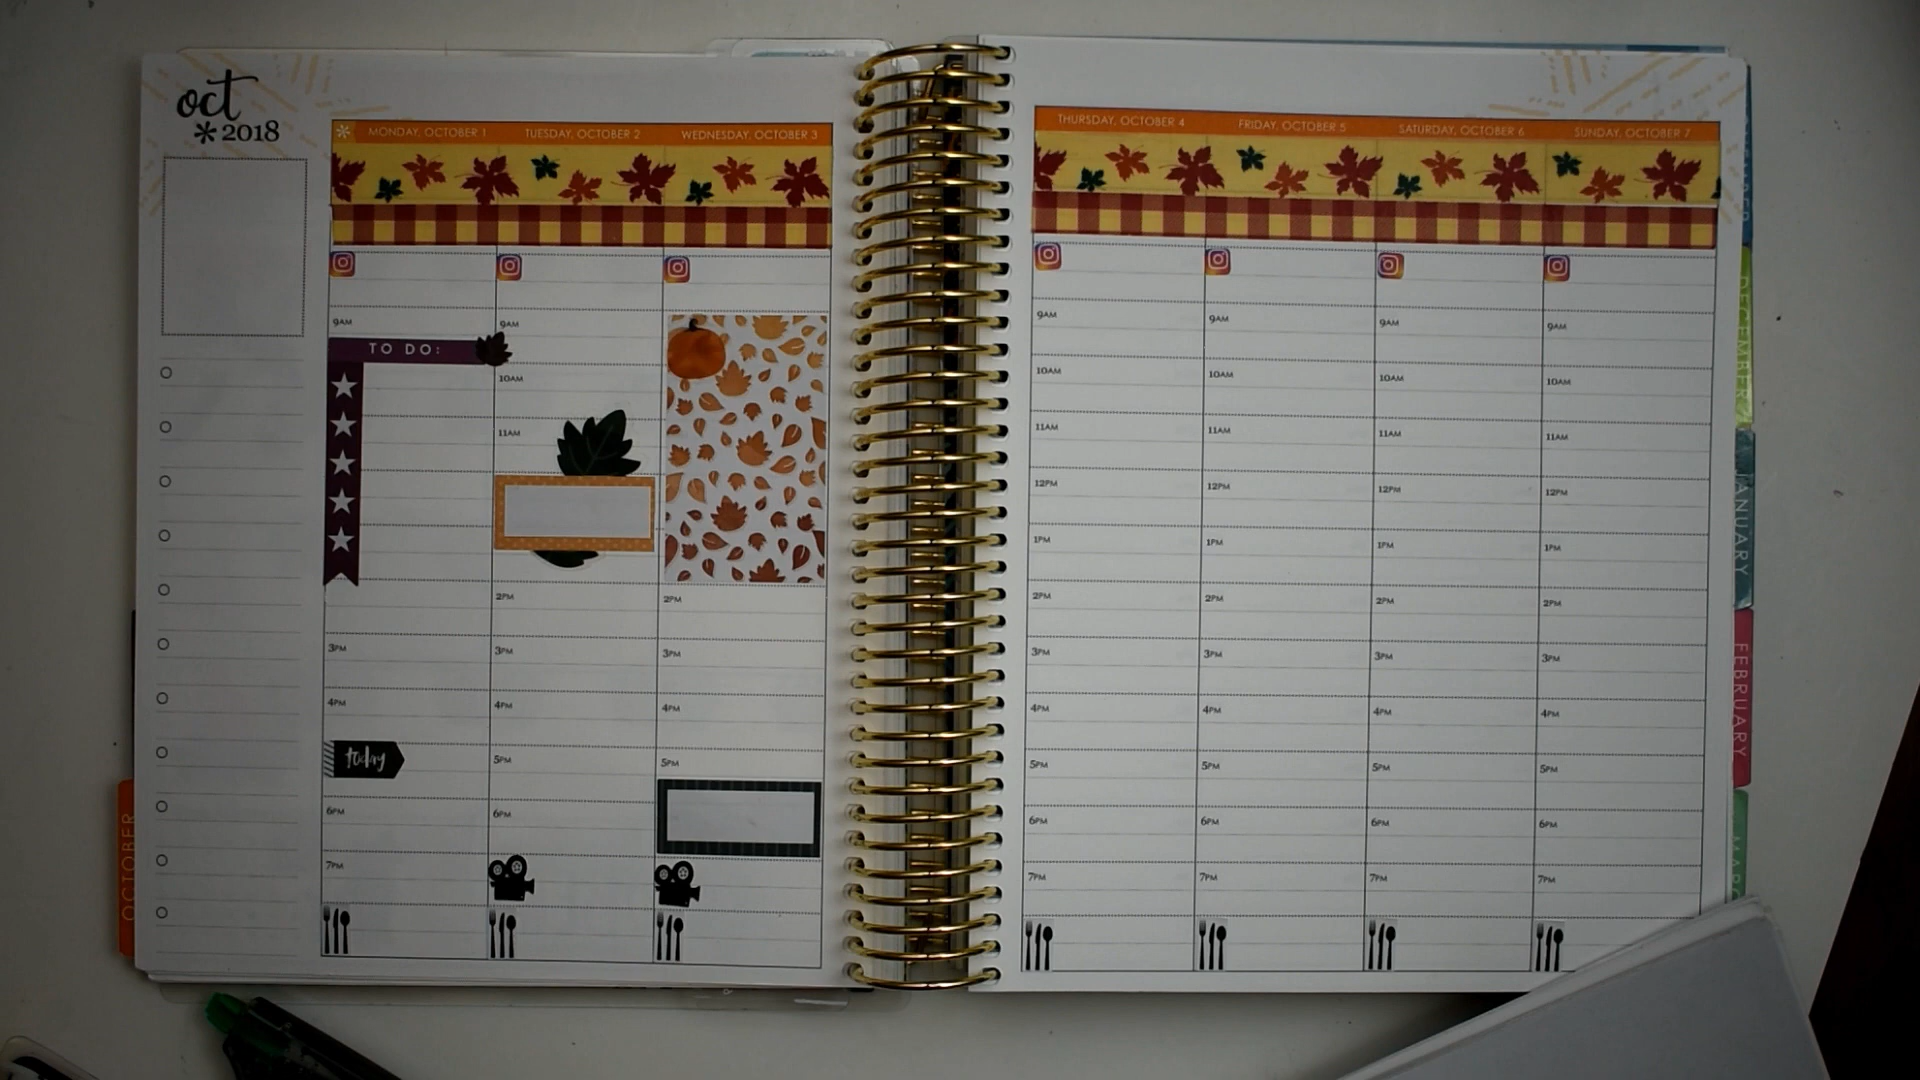 oct
*2018
MONDAY, OCTOBER 1
TUESDAY, OCTOBER 2
WEDNESDAY, OCTOBER 3
THURSDAY, OCTOBER 4
FRIDAY, OCTOBER 5
SATURDAY, OCTOBER 6
SUNDAY, OCTOBER 7
9AM
TO DO:
3PM
4PM
today
6PM
7PM
9AM
10AM
11AM
2PM
3PM
4PM
5PM
6PM
2PM
3PM
4PM
5PM
9AM
10AM
11AM
12PM
1PM
2PM
3PM
4PM
5PM
6PM
7PM
9AM
10AM
11AM
12PM
1PM
2PM
3PM
4PM
5PM
6PM
7PM
9AM
10AM
11AM
12PM
1PM
2PM
3PM
4PM
5PM
6PM
7PM
9AM
10AM
11AM
12PM
1PM
2PM
3PM
4PM
5PM
6PM
7PM
OCTOBER
DECEMBER
JANUARY
FEBRUARY